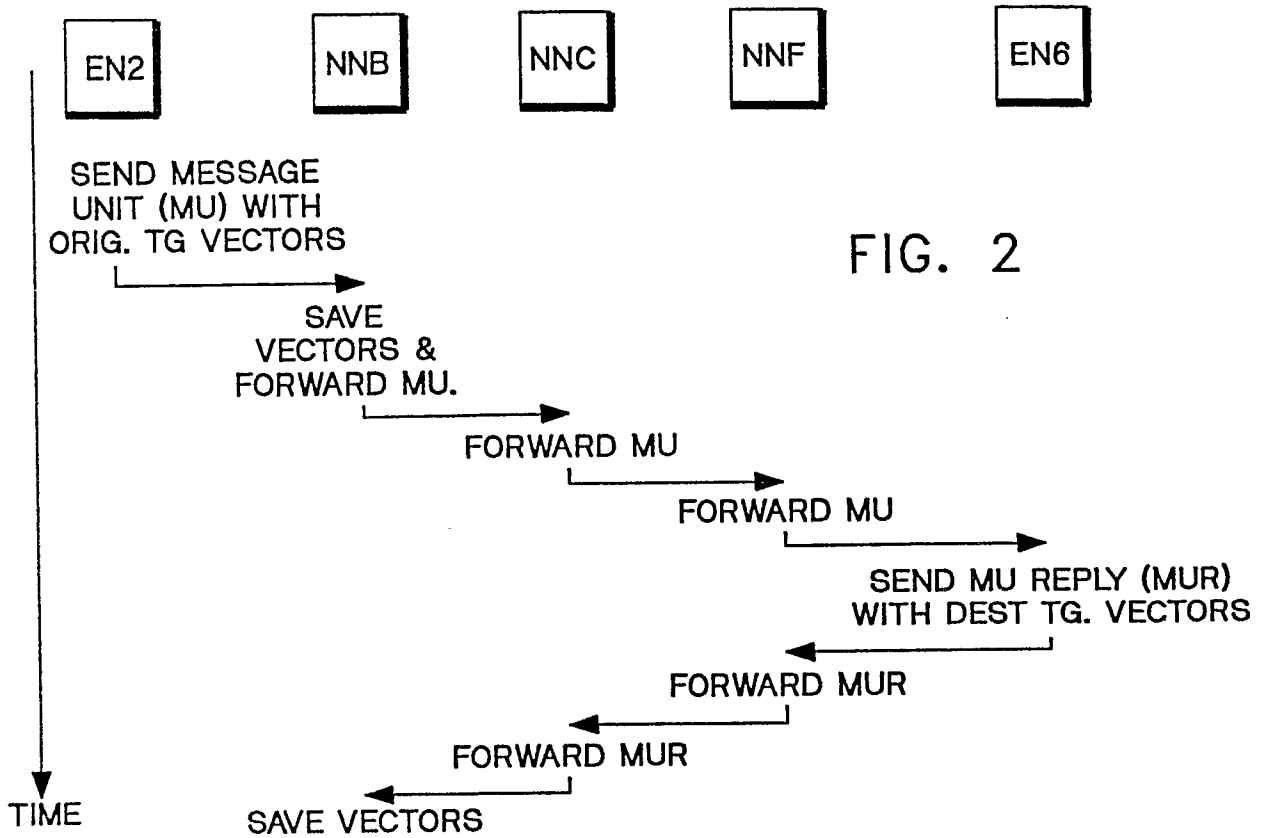 EN2 NNB NNC NNF EN6
SEND MESSAGE
UNIT (MU) WITH
ORIG. TG VECTORS
FIG. 2
SAVE
VECTORS &
FORWARD MU.
FORWARD MU
FORWARD MU
SEND MU REPLY (MUR)
WITH DEST TG. VECTORS
FORWARD MUR
FORWARD MUR
SAVE VECTORS
TIME